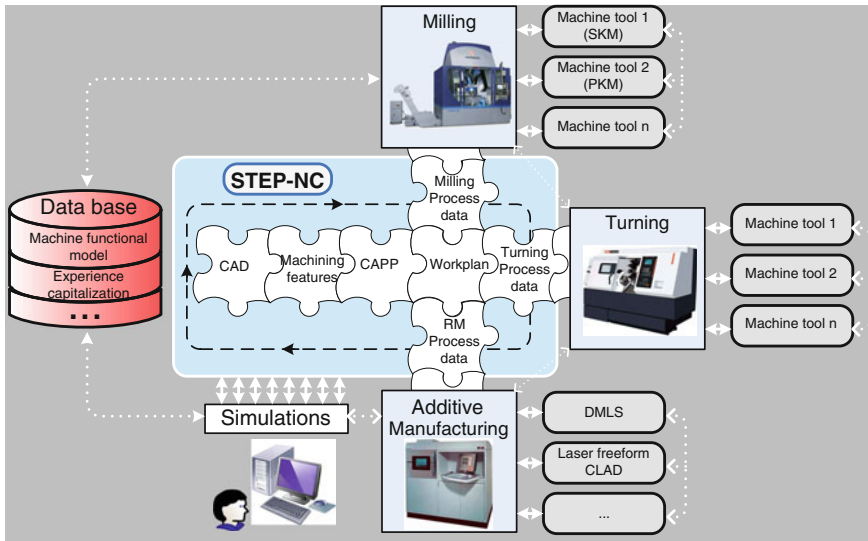 Milling
Machine tool 1
(SKM)
Machine tool 2
(PKM)
Machine tool n
STEP-NC
Milling
Process
data
Data base
Machine functional
model
Experience
capitalization
...
CAD
Machining
features
CAPP
Workplan
Turning
Process
data
RM
Process
data
Turning
Machine tool 1
Machine tool 2
Machine tool n
Simulations
Additive
Manufacturing
DMLS
Laser freeform
CLAD
...